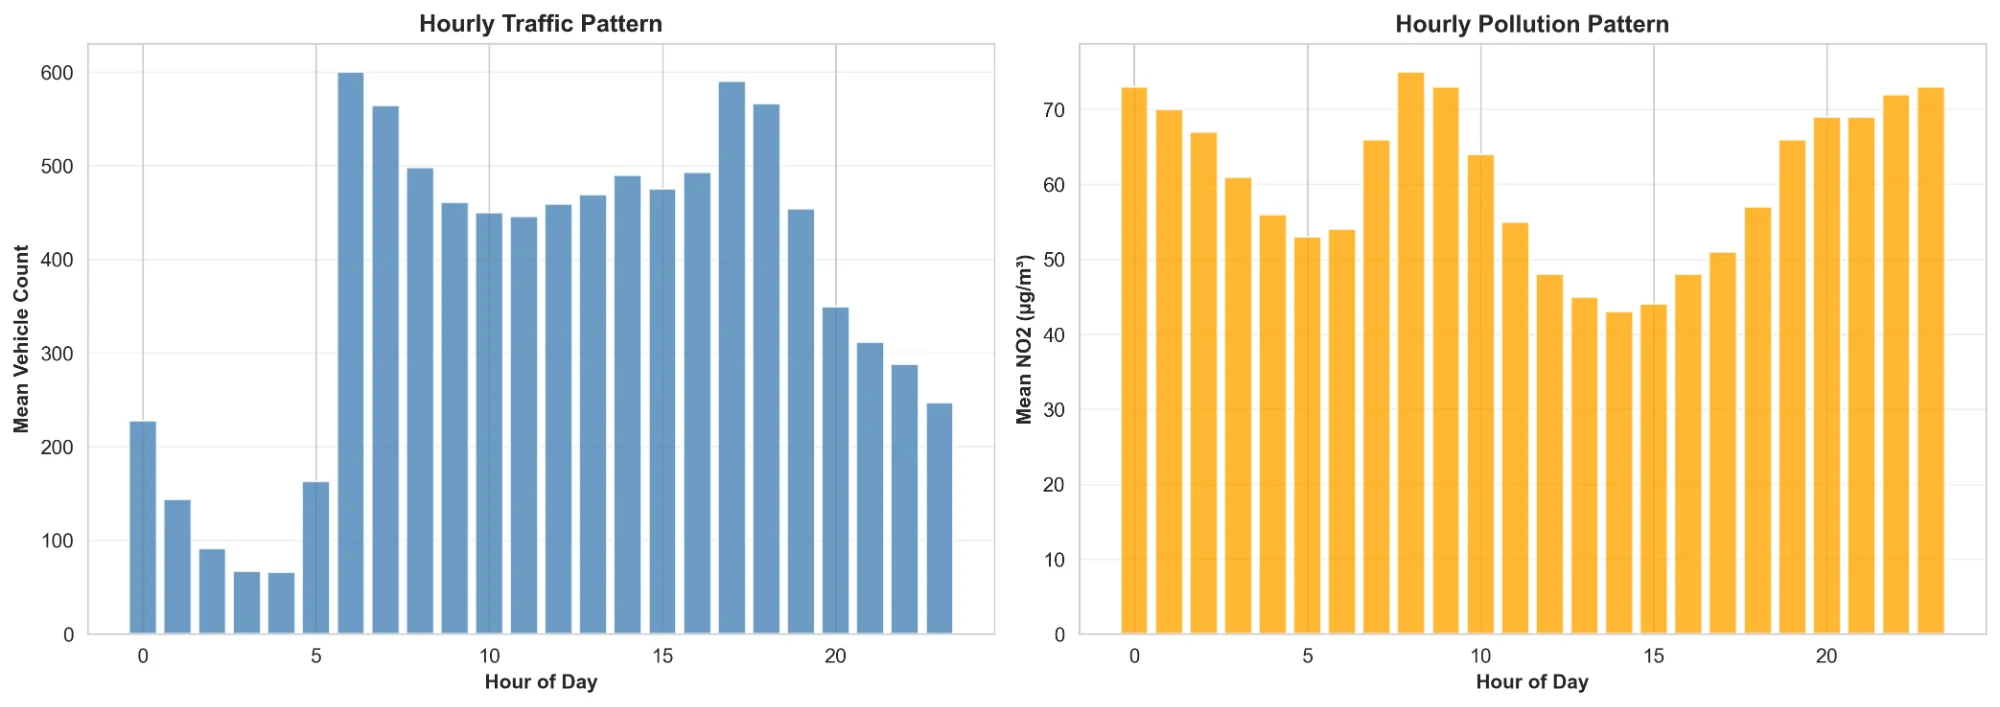 Hourly Traffic Pattern
600
500
400
300
200
100
0
Mean Vehicle Count
0 5 10 15 20
Hour of Day
Hourly Pollution Pattern
70
60
50
40
30
20
10
0
Mean NO2 (µg/m³)
0 5 10 15 20
Hour of Day